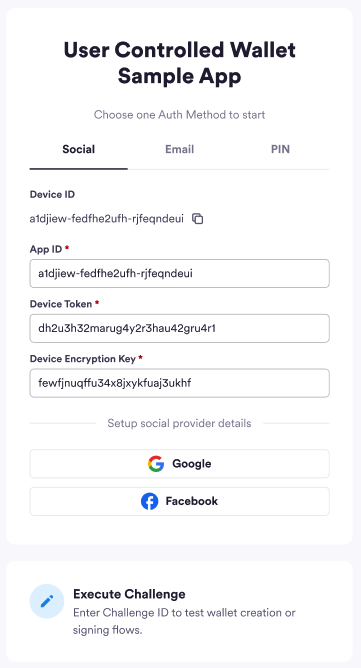 User Controlled Wallet
Sample App
Choose one Auth Method to start
Social Email PIN
Device ID
a1djiew-fedfhe2ufh-rjfeqndeui
App ID *
a1djiew-fedfhe2ufh-rjfeqndeui
Device Token *
dh2u3h32marug4y2r3hau42gru4r1
Device Encryption Key *
fewfjnuqffu34x8jxykfuaj3ukhf
Setup social provider details
Google
Facebook
Execute Challenge
Enter Challenge ID to test wallet creation or
signing flows.